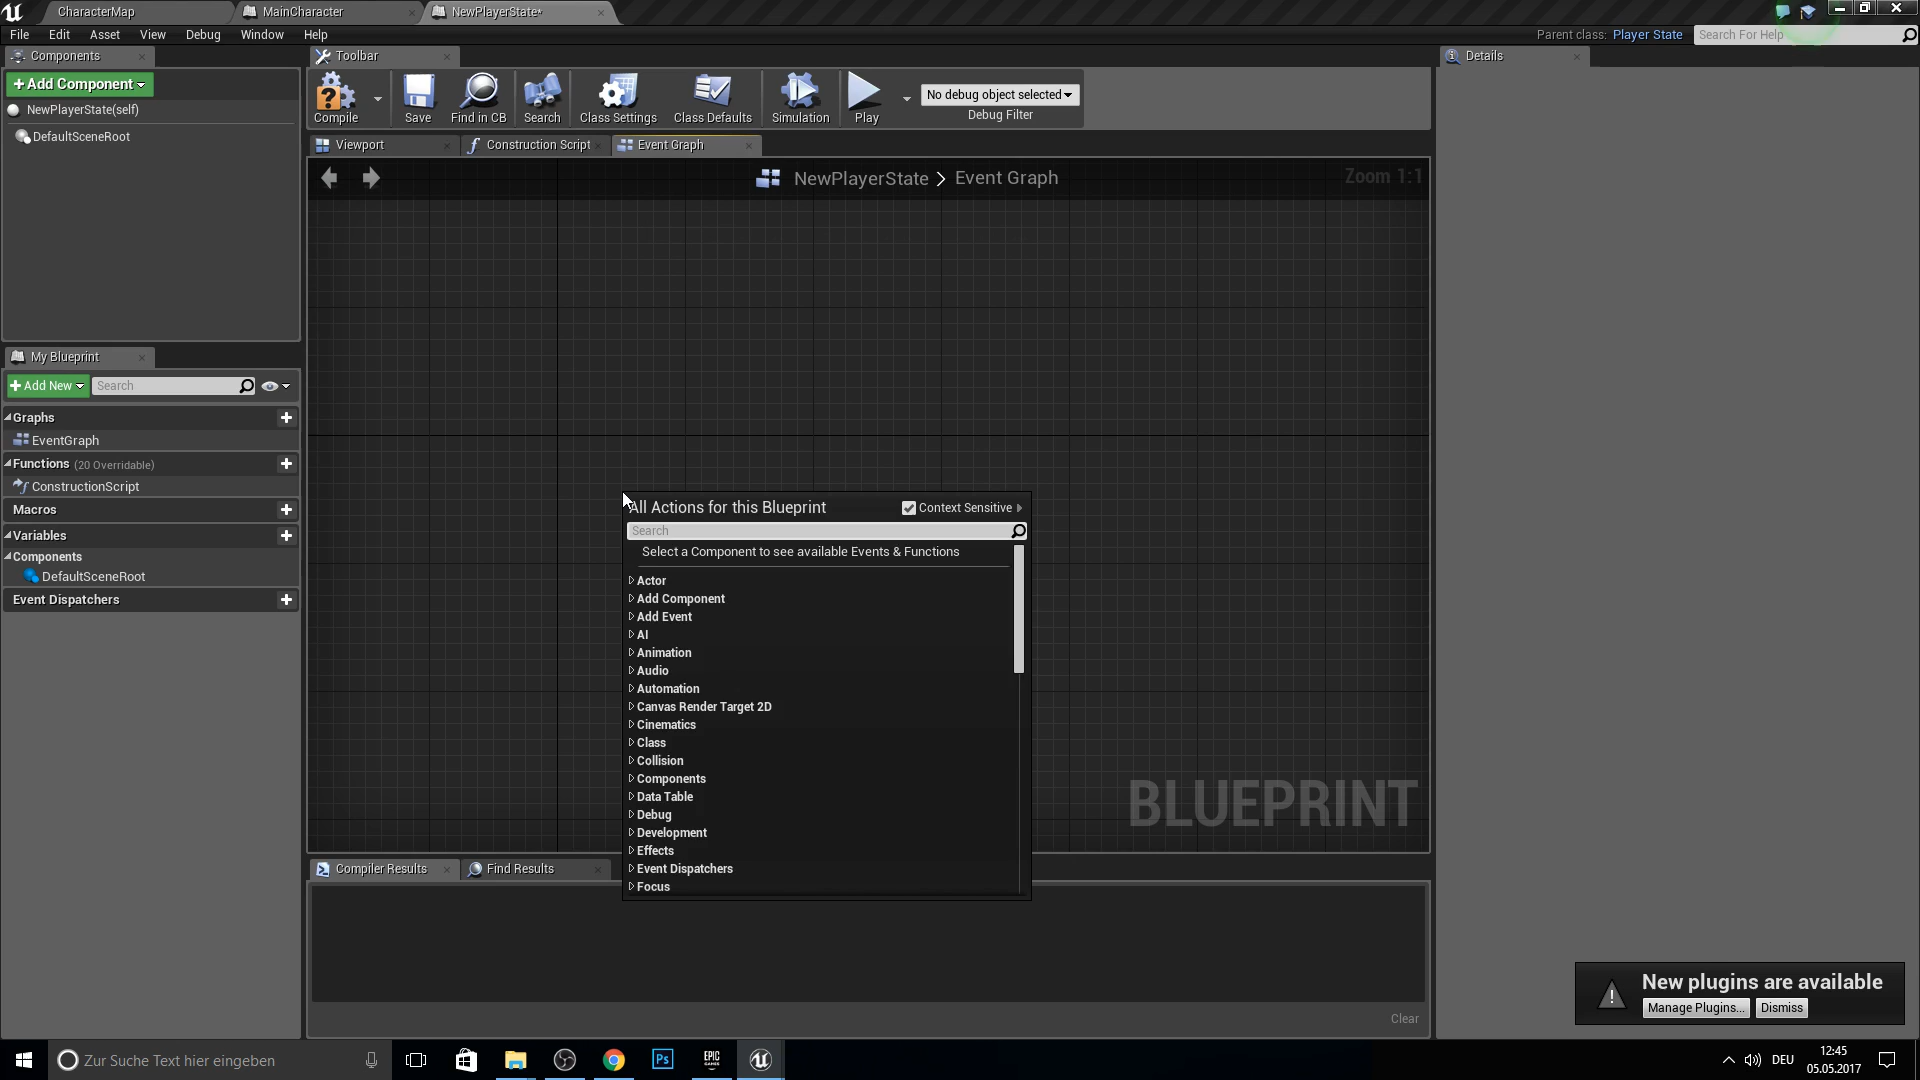 CharacterMap
MainCharacter
NewPlayerState*
File Edit Asset View Debug Window Help
Parent class: Player State
Search For Help
Components
Toolbar
Details
+Add Component
NewPlayerState(self)
DefaultSceneRoot
Compile
Save
Find in CB
Search
Class Settings
Class Defaults
Simulation
Play
No debug object selected
Debug Filter
Viewport
Construction Script
Event Graph
NewPlayerState > Event Graph
Zoom 1:1
My Blueprint
+Add New
Search
Graphs
EventGraph
Functions (20 Overridable)
ConstructionScript
Macros
Variables
Components
DefaultSceneRoot
Event Dispatchers
All Actions for this Blueprint
Context Sensitive
Search
Select a Component to see available Events & Functions
Actor
Add Component
Add Event
AI
Animation
Audio
Automation
Canvas Render Target 2D
Cinematics
Class
Collision
Components
Data Table
Debug
Development
Effects
Event Dispatchers
Focus
BLUEPRINT
Compiler Results
Find Results
Clear
New plugins are available
Manage Plugins...
Dismiss
Zur Suche Text hier eingeben
Ps
EPIC
GAMES
DEU
12:45
05.05.2017